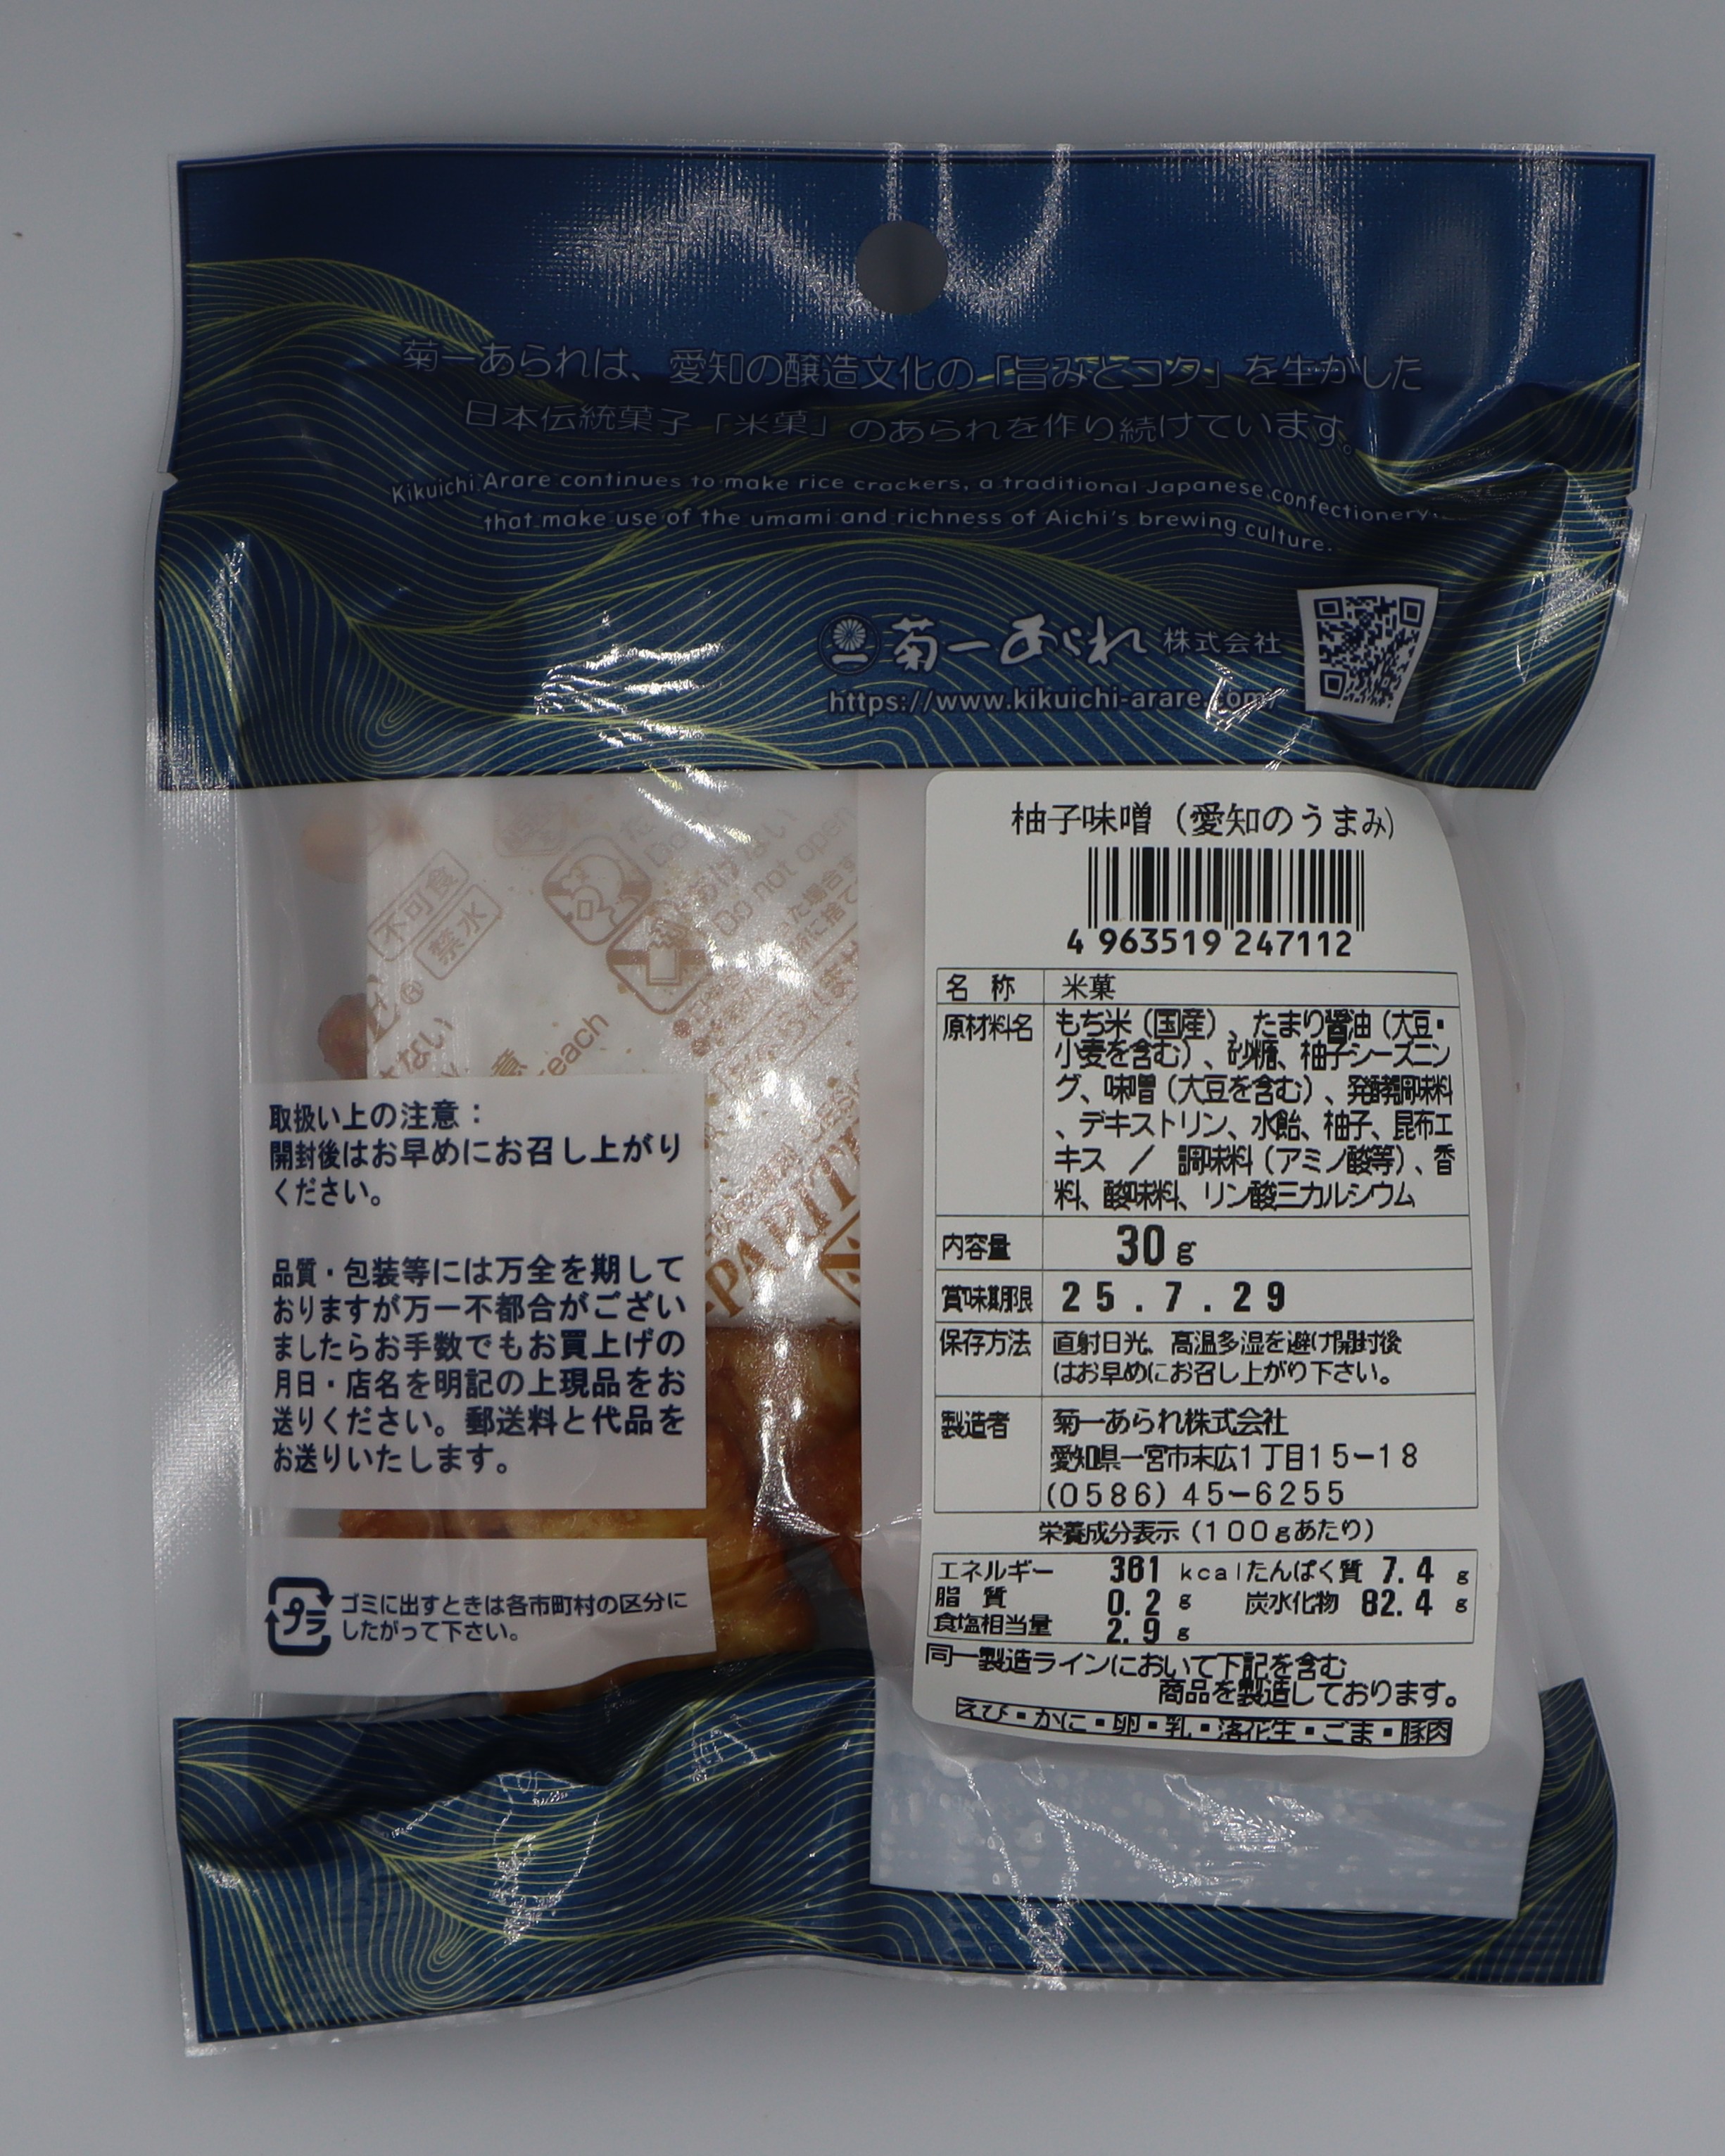 菊一あられは、愛知の醸造文化の「旨みとコク」を生かした
日本伝統菓子「米菓」のあられを作り続けています。
Kikuichi Arare continues to make rice crackers, a traditional Japanese confectionery,
that make use of the umami and richness of Aichi's brewing culture.
菊一あられ 株式会社
https://www.kikuichi-arare.com/
柚子味噌（愛知のうまみ）
4 963519 247112
名 称 米菓
原材料名 もち米（国産）、たまり醤油（大豆・
小麦を含む）、砂糖、柚子シーズニン
グ、味噌（大豆を含む）、発酵調味料
、デキストリン、水飴、柚子、昆布エ
キス ／ 調味料（アミノ酸等）、香
料、酸味料、リン酸三カルシウム
内容量 30g
賞味期限 25.7.29
保存方法 直射日光、高温多湿を避け開封後
はお早めにお召し上がり下さい。
製造者 菊一あられ株式会社
愛知県一宮市末広1丁目15−18
(0586)45−6255
栄養成分表示（100gあたり）
エネルギー 361 kcal たんぱく質 7.4 g
脂 質 0.2 g 炭水化物 82.4 g
食塩相当量 2.9 g
同一製造ラインにおいて下記を含む
商品を製造しております。
えび・かに・卵・乳・落花生・ごま・豚肉
不可食
禁水
Do not open
each
取扱い上の注意：
開封後はお早めにお召し上がり
ください。
品質・包装等には万全を期して
おりますが万一不都合がござい
ましたらお手数でもお買上げの
月日・店名を明記の上現品をお
送りください。郵送料と代品を
お送りいたします。
プラ
ゴミに出すときは各市町村の区分に
したがって下さい。